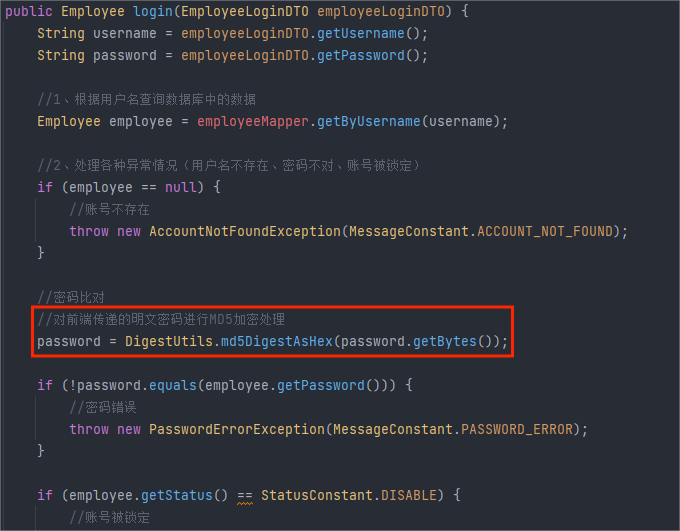 public Employee login(EmployeeLoginDTO employeeLoginDTO) {
String username = employeeLoginDTO.getUsername();
String password = employeeLoginDTO.getPassword();
//1、根据用户名查询数据库中的数据
Employee employee = employeeMapper.getByUsername(username);
//2、处理各种异常情况（用户名不存在、密码不对、账号被锁定）
if (employee == null) {
//账号不存在
throw new AccountNotFoundException(MessageConstant.ACCOUNT_NOT_FOUND);
}
//密码比对
//对前端传递的明文密码进行MD5加密处理
password = DigestUtils.md5DigestAsHex(password.getBytes());
if (!password.equals(employee.getPassword())) {
//密码错误
throw new PasswordErrorException(MessageConstant.PASSWORD_ERROR);
}
if (employee.getStatus() == StatusConstant.DISABLE) {
//账号被锁定